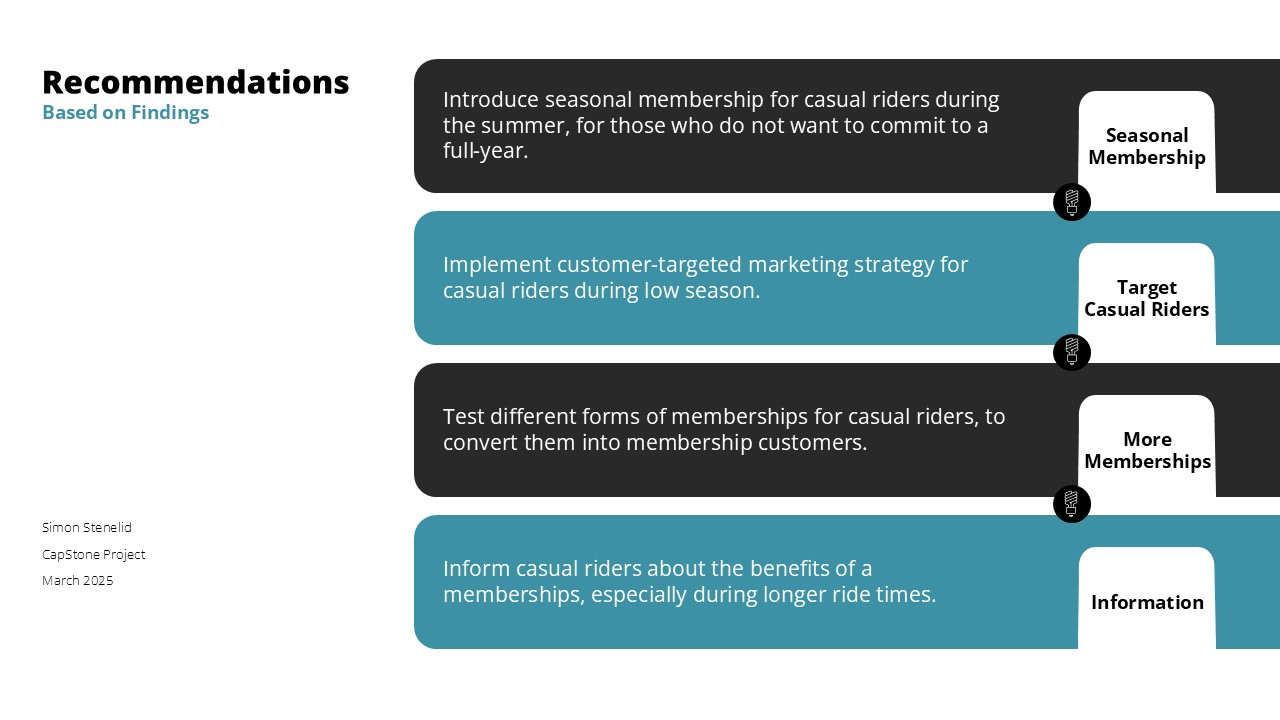 Recommendations
Based on Findings
Introduce seasonal membership for casual riders during
the summer, for those who do not want to commit to a
full-year.
Seasonal
Membership
Implement customer-targeted marketing strategy for
casual riders during low season.
Target
Casual Riders
Test different forms of memberships for casual riders, to
convert them into membership customers.
More
Memberships
Inform casual riders about the benefits of a
memberships, especially during longer ride times.
Information
Simon Stenelid
CapStone Project
March 2025